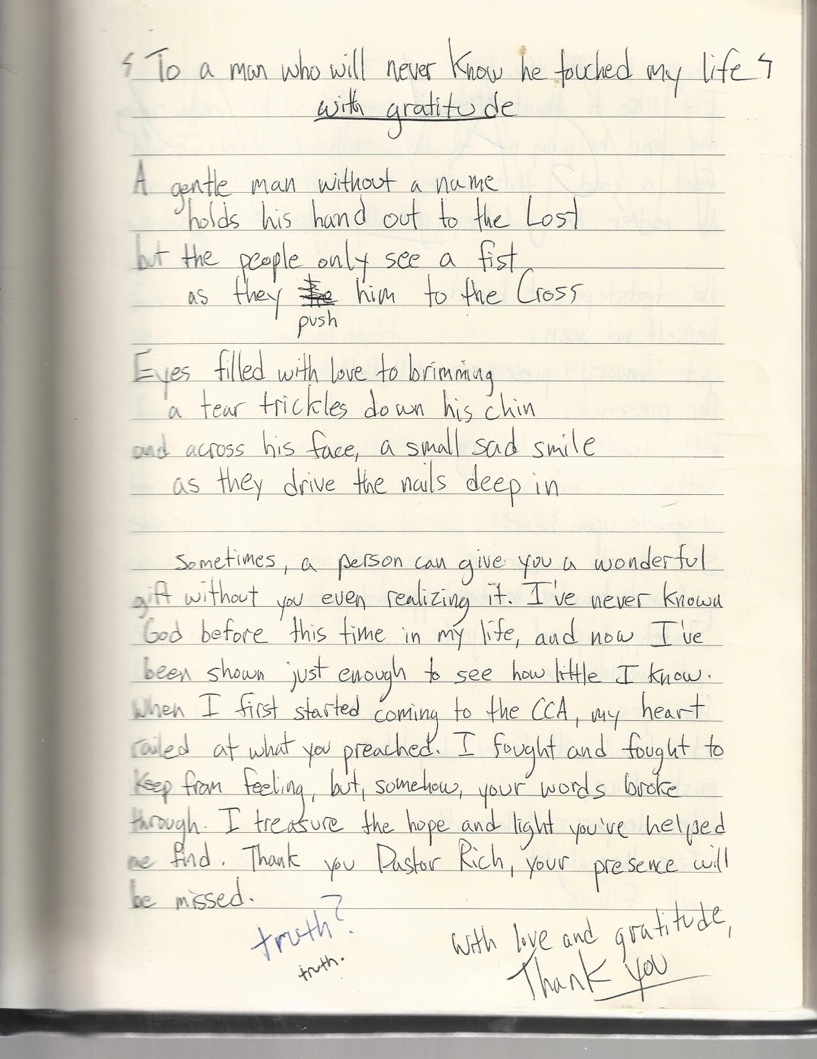 To a man who will never know he touched my life
with gratitude
A gentle man without a name
holds his hand out to the Lost
but the people only see a fist
as they him to the Cross
push
Eyes filled with love to brimming
a tear trickles down his chin
and across his face, a small sad smile
as they drive the nails deep in
Sometimes, a person can give you a wonderful
gift without you even realizing it. I've never known
God before this time in my life, and now I've
been shown just enough to see how little I know.
When I first started coming to the CCA, my heart
railed at what you preached. I fought and fought to
keep from feeling, but, somehow, your words broke
through. I treasure the hope and light you've helped
me find. Thank you Pastor Rich, your presence will
be missed.
truth?
truth.
with love and gratitude,
Thank you